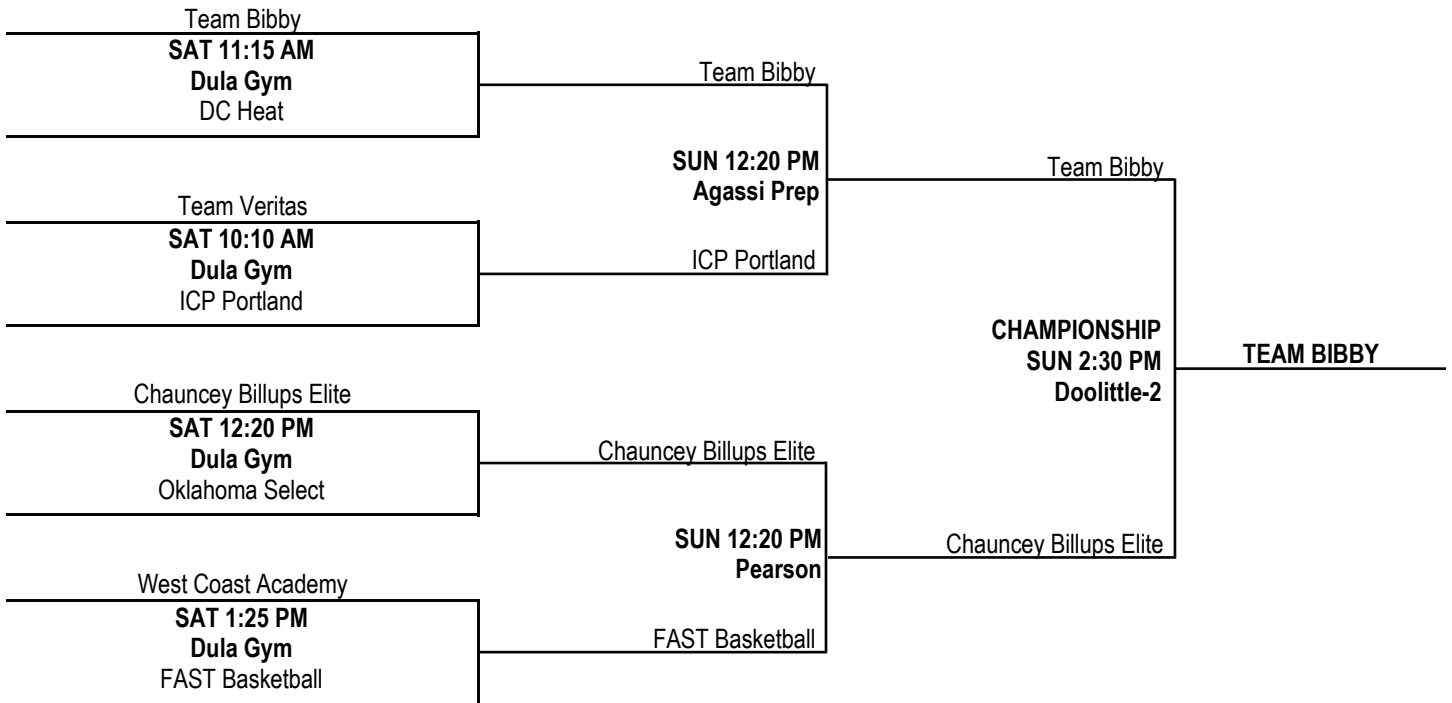 Team Bibby
SAT 11:15 AM
Dula Gym
DC Heat
Team Veritas
SAT 10:10 AM
Dula Gym
ICP Portland
Chauncey Billups Elite
SAT 12:20 PM
Dula Gym
Oklahoma Select
West Coast Academy
SAT 1:25 PM
Dula Gym
FAST Basketball
Team Bibby
SUN 12:20 PM
Agassi Prep
ICP Portland
Chauncey Billups Elite
SUN 12:20 PM
Pearson
FAST Basketball
Team Bibby
CHAMPIONSHIP
SUN 2:30 PM
Doolittle-2
Chauncey Billups Elite
TEAM BIBBY